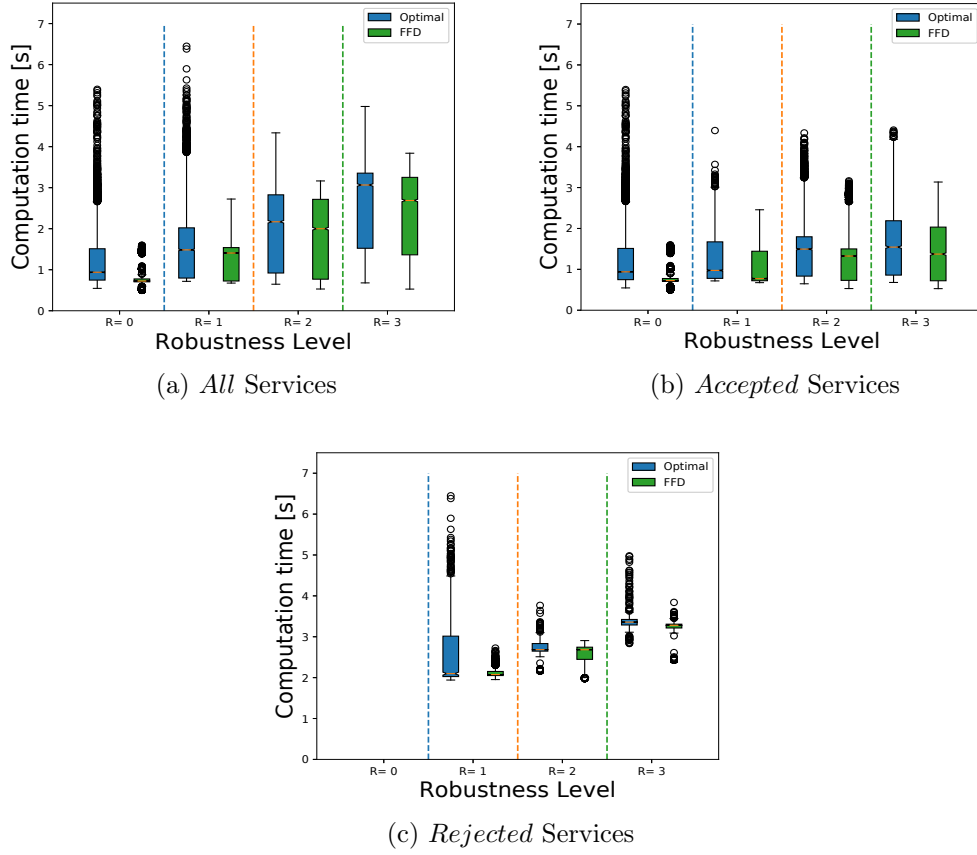 Optimal
FFD
Computation time [s]
7
6
5
4
3
2
1
0
R= 0 R= 1 R= 2 R= 3
Robustness Level
(a) All Services
Optimal
FFD
Computation time [s]
7
6
5
4
3
2
1
0
R= 0 R= 1 R= 2 R= 3
Robustness Level
(b) Accepted Services
Optimal
FFD
Computation time [s]
7
6
5
4
3
2
1
0
R= 0 R= 1 R= 2 R= 3
Robustness Level
(c) Rejected Services